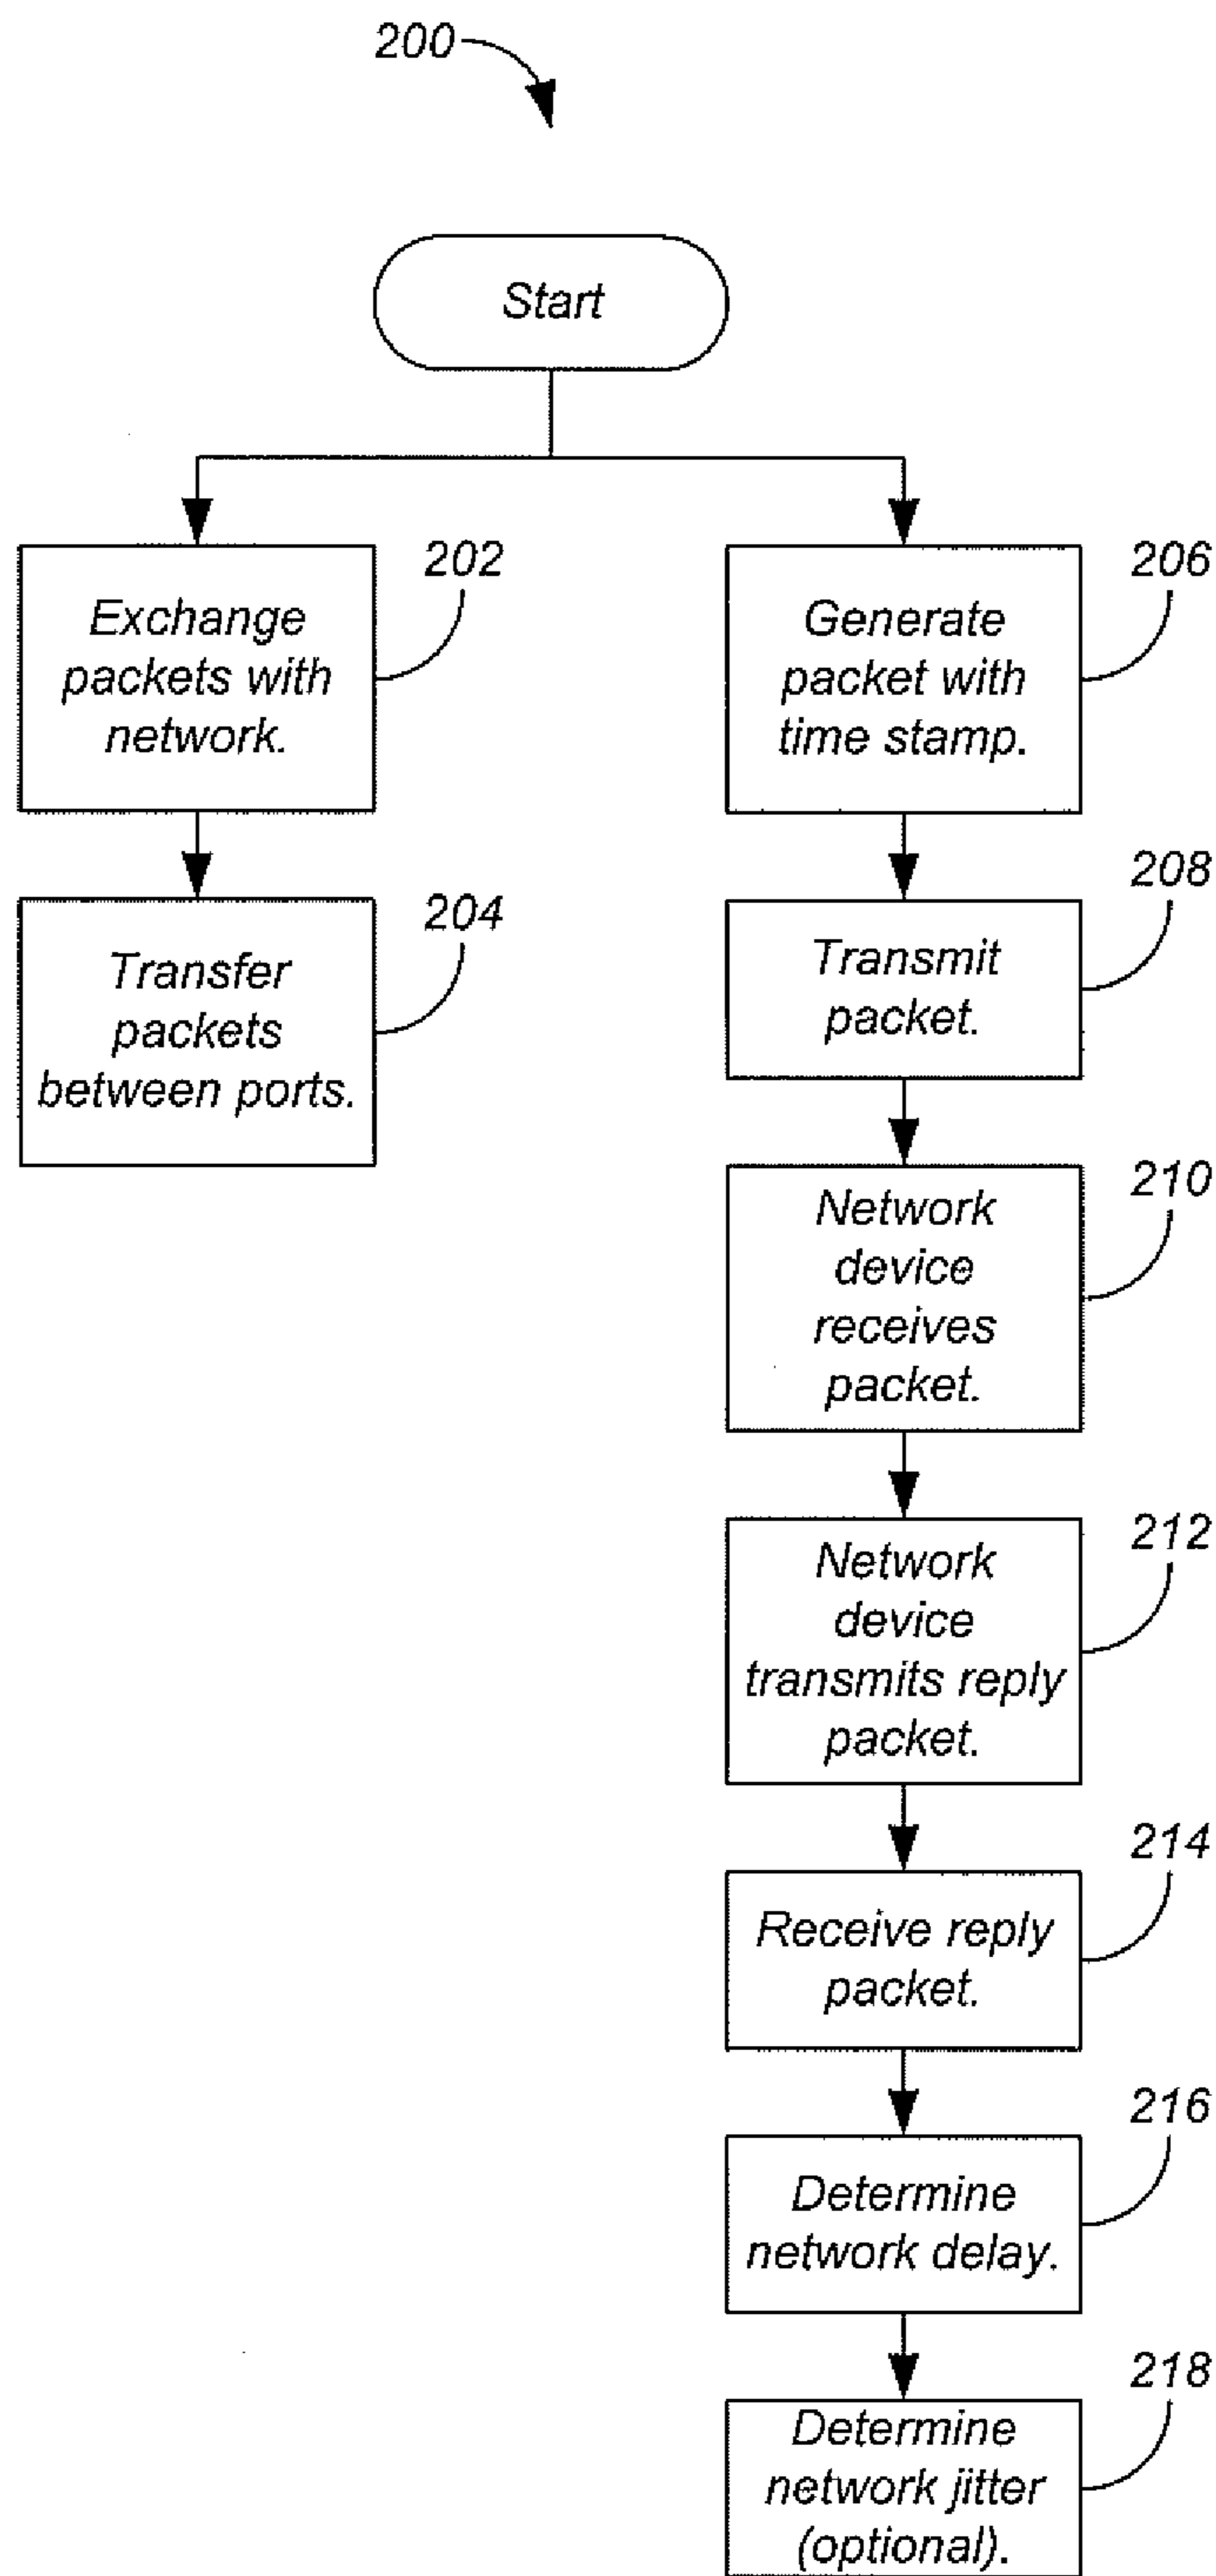 200
Start
Exchange
packets with
network.
202
Transfer
packets
between ports.
204
Generate
packet with
time stamp.
206
Transmit
packet.
208
Network
device
receives
packet.
210
Network
device
transmits reply
packet.
212
Receive reply
packet.
214
Determine
network delay.
216
Determine
network jitter
(optional).
218